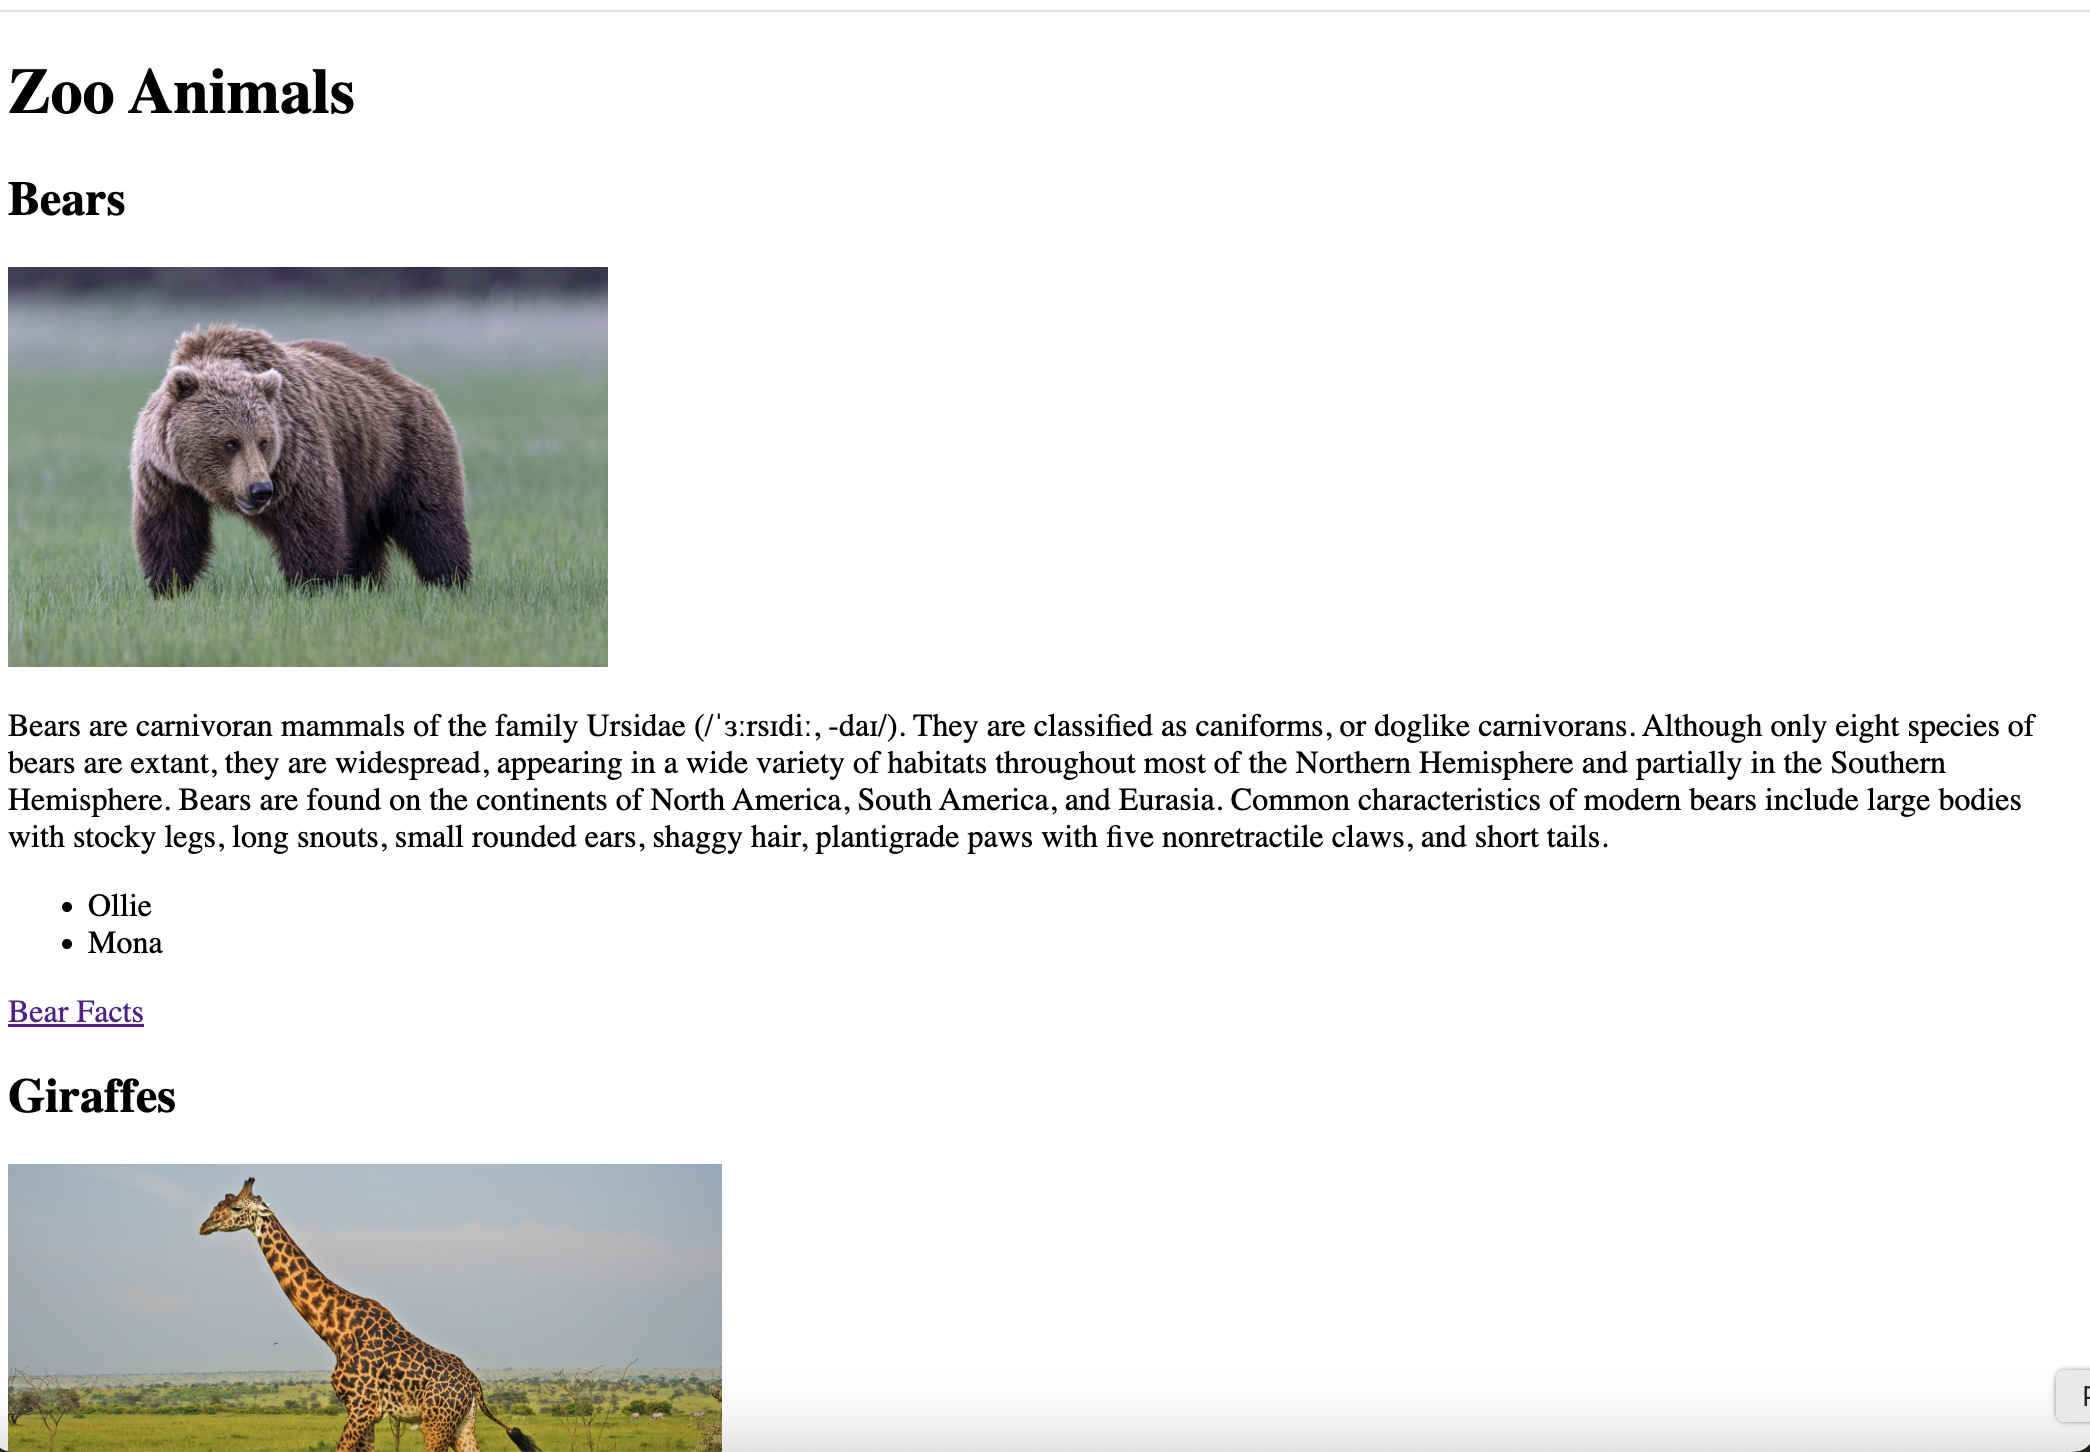 Zoo Animals
Bears
Bears are carnivoran mammals of the family Ursidae (/ˈɜːrsɪdiː, -daɪ/). They are classified as caniforms, or doglike carnivorans. Although only eight species of
bears are extant, they are widespread, appearing in a wide variety of habitats throughout most of the Northern Hemisphere and partially in the Southern
Hemisphere. Bears are found on the continents of North America, South America, and Eurasia. Common characteristics of modern bears include large bodies
with stocky legs, long snouts, small rounded ears, shaggy hair, plantigrade paws with five nonretractile claws, and short tails.
• Ollie
• Mona
Bear Facts
Giraffes